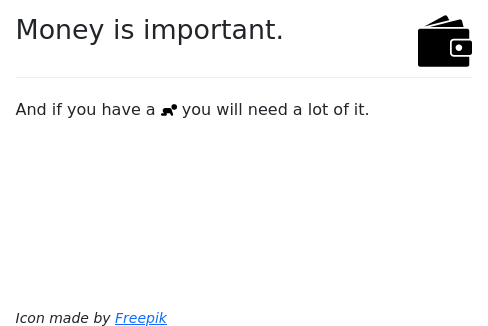 Money is important.
And if you have a you will need a lot of it.
Icon made by Freepik